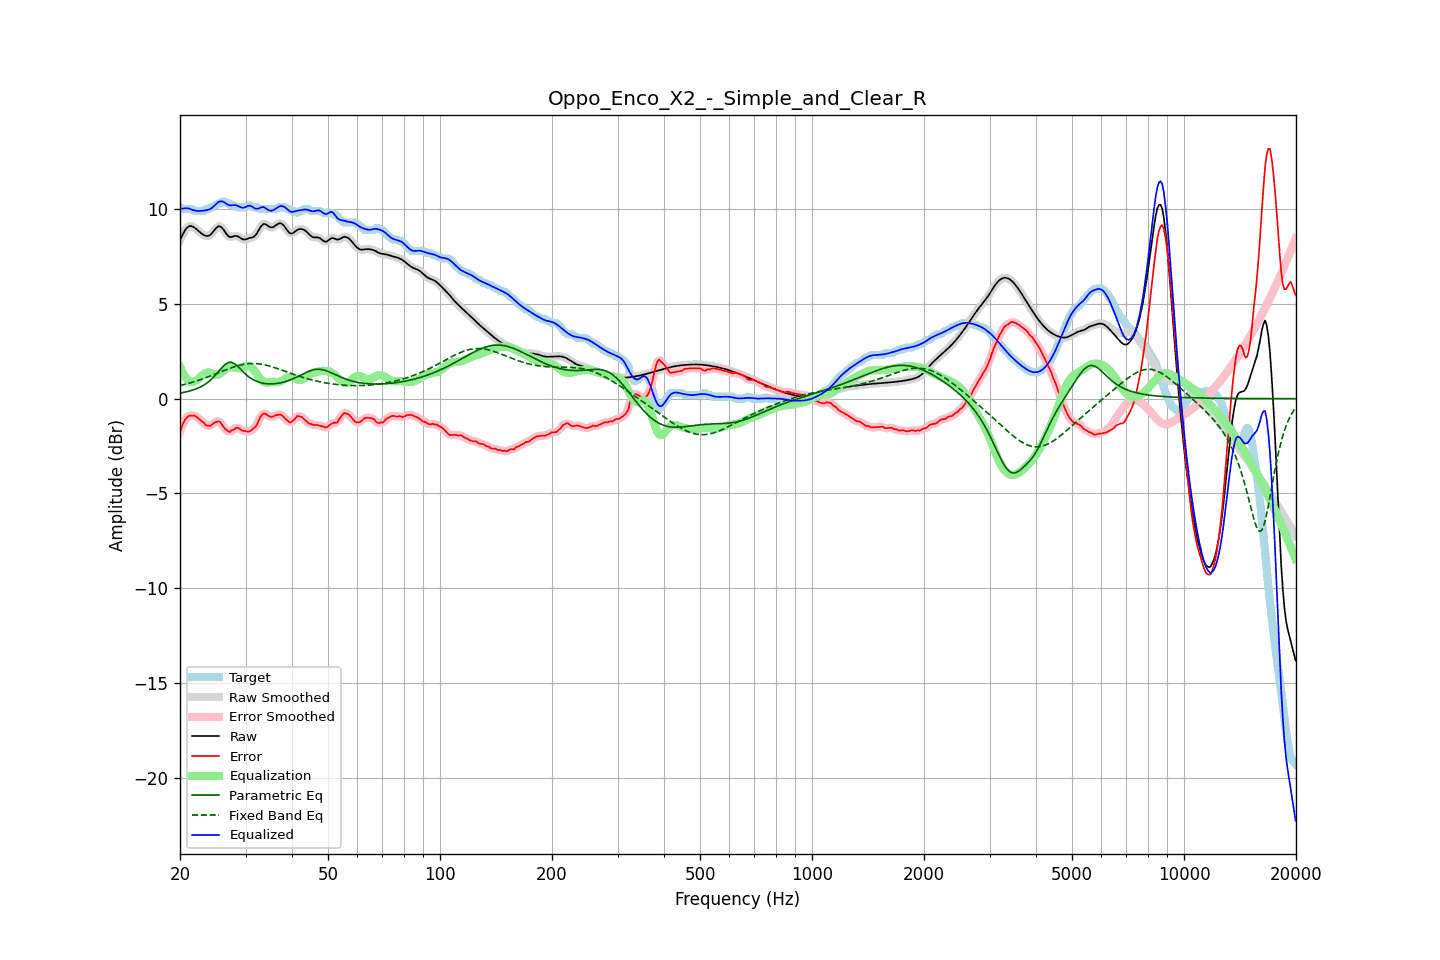 Oppo_Enco_X2_-_Simple_and_Clear_R
Amplitude (dBr)
10
5
0
−5
−10
−15
−20
Target
Raw Smoothed
Error Smoothed
Raw
Error
Equalization
Parametric Eq
Fixed Band Eq
Equalized
20 50 100 200 500 1000 2000 5000 10000 20000
Frequency (Hz)